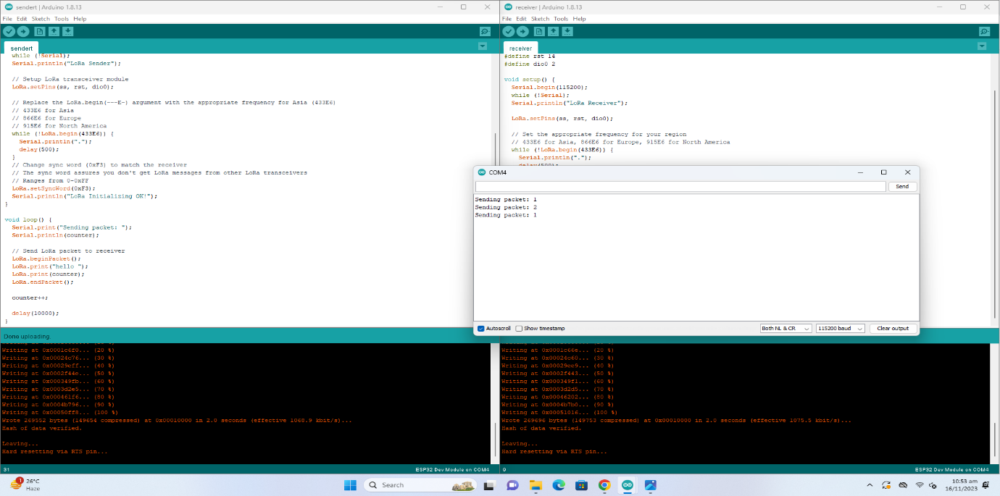 sendert | Arduino 1.8.13
File Edit Sketch Tools Help
sendert
while (!Serial);
Serial.println("LoRa Sender");
// Setup LoRa transceiver module
LoRa.setPins(ss, rst, dio0);
// Replace the LoRa.begin(---E-) argument with the appropriate frequency for Asia (433E6)
// 433E6 for Asia
// 866E6 for Europe
// 915E6 for North America
while (!LoRa.begin(433E6)) {
Serial.println(".");
delay(500);
}
// Change sync word (0xF3) to match the receiver
// The sync word assures you don't get LoRa messages from other LoRa transceivers
// Ranges from 0-0xFF
LoRa.setSyncWord(0xF3);
Serial.println("LoRa Initializing OK!");
}
void loop() {
Serial.print("Sending packet: ");
Serial.println(counter);
// Send LoRa packet to receiver
LoRa.beginPacket();
LoRa.print("hello ");
LoRa.print(counter);
LoRa.endPacket();
counter++;
delay(10000);
}
Done uploading.
Writing at 0x0001c6f0... (20 %)
Writing at 0x00024c76... (30 %)
Writing at 0x00029eff... (40 %)
Writing at 0x0002f44e... (50 %)
Writing at 0x000349fb... (60 %)
Writing at 0x0003d2e5... (70 %)
Writing at 0x000461f6... (80 %)
Writing at 0x0004b796... (90 %)
Writing at 0x00050ff8... (100 %)
Wrote 269552 bytes (149654 compressed) at 0x00010000 in 2.0 seconds (effective 1068.9 kbit/s)...
Hash of data verified.
Leaving...
Hard resetting via RTS pin...
31 ESP32 Dev Module on COM4
receiver | Arduino 1.8.13
File Edit Sketch Tools Help
receiver
#define rst 14
#define dio0 2
void setup() {
Serial.begin(115200);
while (!Serial);
Serial.println("LoRa Receiver");
LoRa.setPins(ss, rst, dio0);
// Set the appropriate frequency for your region
// 433E6 for Asia, 866E6 for Europe, 915E6 for North America
while (!LoRa.begin(433E6)) {
Serial.println(".");
COM4
Send
Sending packet: 1
Sending packet: 2
Sending packet: 1
Autoscroll Show timestamp Both NL & CR 115200 baud Clear output
Writing at 0x0001c66e... (20 %)
Writing at 0x00024c60... (30 %)
Writing at 0x00029ee9... (40 %)
Writing at 0x0002f443... (50 %)
Writing at 0x000349f1... (60 %)
Writing at 0x0003d2d5... (70 %)
Writing at 0x00046202... (80 %)
Writing at 0x0004b7b0... (90 %)
Writing at 0x00051016... (100 %)
Wrote 269696 bytes (149753 compressed) at 0x00010000 in 2.0 seconds (effective 1075.5 kbit/s)...
Hash of data verified.
Leaving...
Hard resetting via RTS pin...
9 ESP32 Dev Module on COM4
1
26°C
Haze
Search
10:53 am
16/11/2023